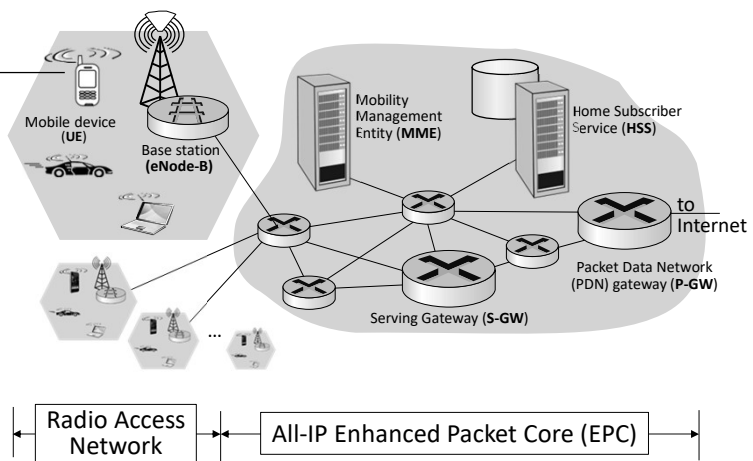 Mobile device
(UE)
Base station
(eNode-B)
Mobility
Management
Entity (MME)
Home Subscriber
Service (HSS)
to
Internet
Packet Data Network
(PDN) gateway (P-GW)
Serving Gateway (S-GW)
...
Radio Access
Network
All-IP Enhanced Packet Core (EPC)